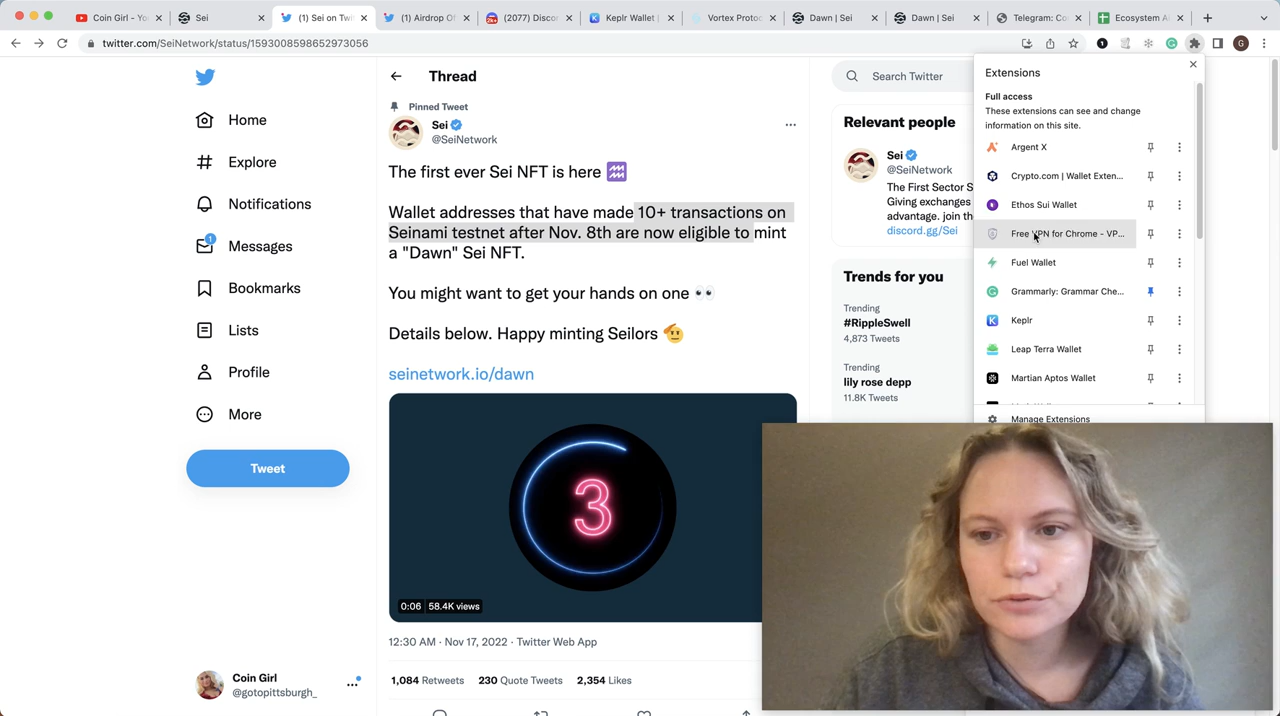 Coin Girl - Yo
Sei
(1) Sei on Twi
(1) Airdrop Of
(2077) Discor
Keplr Wallet |
Vortex Protoc
Dawn | Sei
Dawn | Sei
Telegram: Co
Ecosystem Ai
twitter.com/SeiNetwork/status/1593008598652973056
G
Home
Explore
Notifications
1
Messages
Bookmarks
Lists
Profile
More
Tweet
Coin Girl
@gotopittsburgh_
Thread
Pinned Tweet
Sei
@SeiNetwork
The first ever Sei NFT is here ♒
Wallet addresses that have made 10+ transactions on
Seinami testnet after Nov. 8th are now eligible to mint
a "Dawn" Sei NFT.
You might want to get your hands on one 👀
Details below. Happy minting Seilors 🫡
seinetwork.io/dawn
3
0:06 58.4K views
12:30 AM · Nov 17, 2022 · Twitter Web App
1,084 Retweets 230 Quote Tweets 2,354 Likes
Search Twitter
Relevant people
Sei
@SeiNetwork
The First Sector S
Giving exchanges
advantage. join the
discord.gg/Sei
Trends for you
Trending
#RippleSwell
4,873 Tweets
Trending
lily rose depp
11.8K Tweets
Extensions
Full access
These extensions can see and change
information on this site.
Argent X
Crypto.com | Wallet Exten...
Ethos Sui Wallet
Free VPN for Chrome - VP...
Fuel Wallet
Grammarly: Grammar Che...
Keplr
Leap Terra Wallet
Martian Aptos Wallet
Manage Extensions